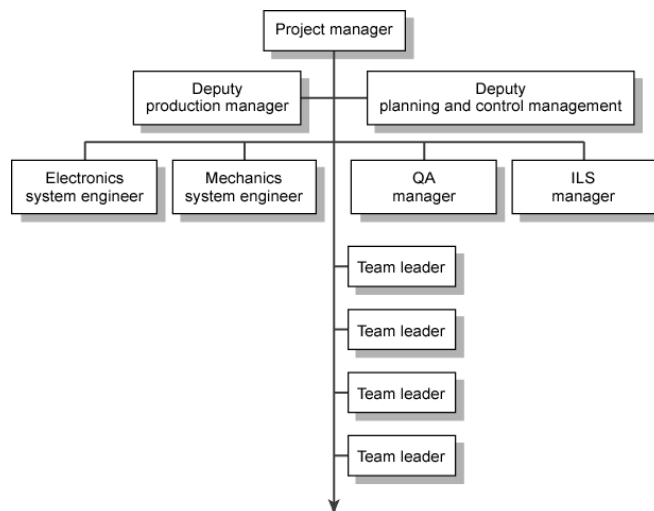 Project manager
Deputy
production manager
Deputy
planning and control management
Electronics
system engineer
Mechanics
system engineer
QA
manager
ILS
manager
Team leader
Team leader
Team leader
Team leader